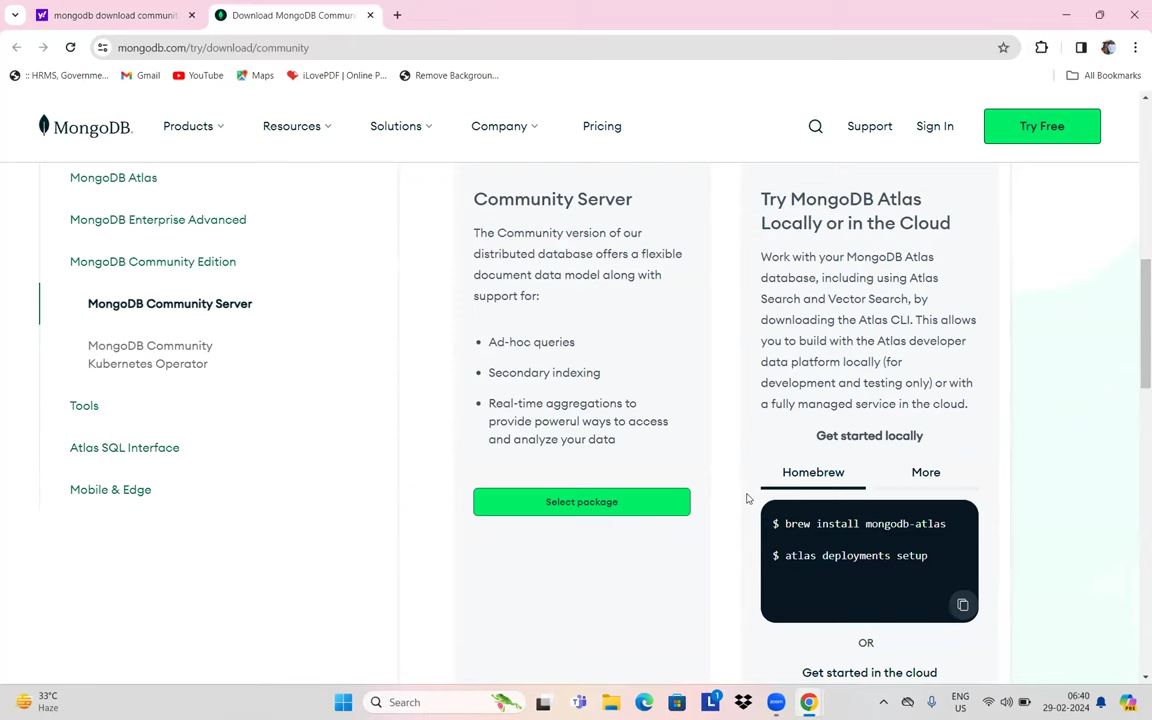 mongodb download communit
Download MongoDB Commun
mongodb.com/try/download/community
:: HRMS, Governme...
Gmail
YouTube
Maps
iLovePDF | Online P...
Remove Backgroun...
All Bookmarks
MongoDB.
Products
Resources
Solutions
Company
Pricing
Support
Sign In
Try Free
MongoDB Atlas
MongoDB Enterprise Advanced
MongoDB Community Edition
MongoDB Community Server
MongoDB Community
Kubernetes Operator
Tools
Atlas SQL Interface
Mobile & Edge
Community Server
The Community version of our
distributed database offers a flexible
document data model along with
support for:
• Ad-hoc queries
• Secondary indexing
• Real-time aggregations to
provide powerul ways to access
and analyze your data
Select package
Try MongoDB Atlas
Locally or in the Cloud
Work with your MongoDB Atlas
database, including using Atlas
Search and Vector Search, by
downloading the Atlas CLI. This allows
you to build with the Atlas developer
data platform locally (for
development and testing only) or with
a fully managed service in the cloud.
Get started locally
Homebrew
More
$ brew install mongodb-atlas
$ atlas deployments setup
OR
Get started in the cloud
33°C
Haze
Search
1
ENG
US
06:40
29-02-2024
PRE